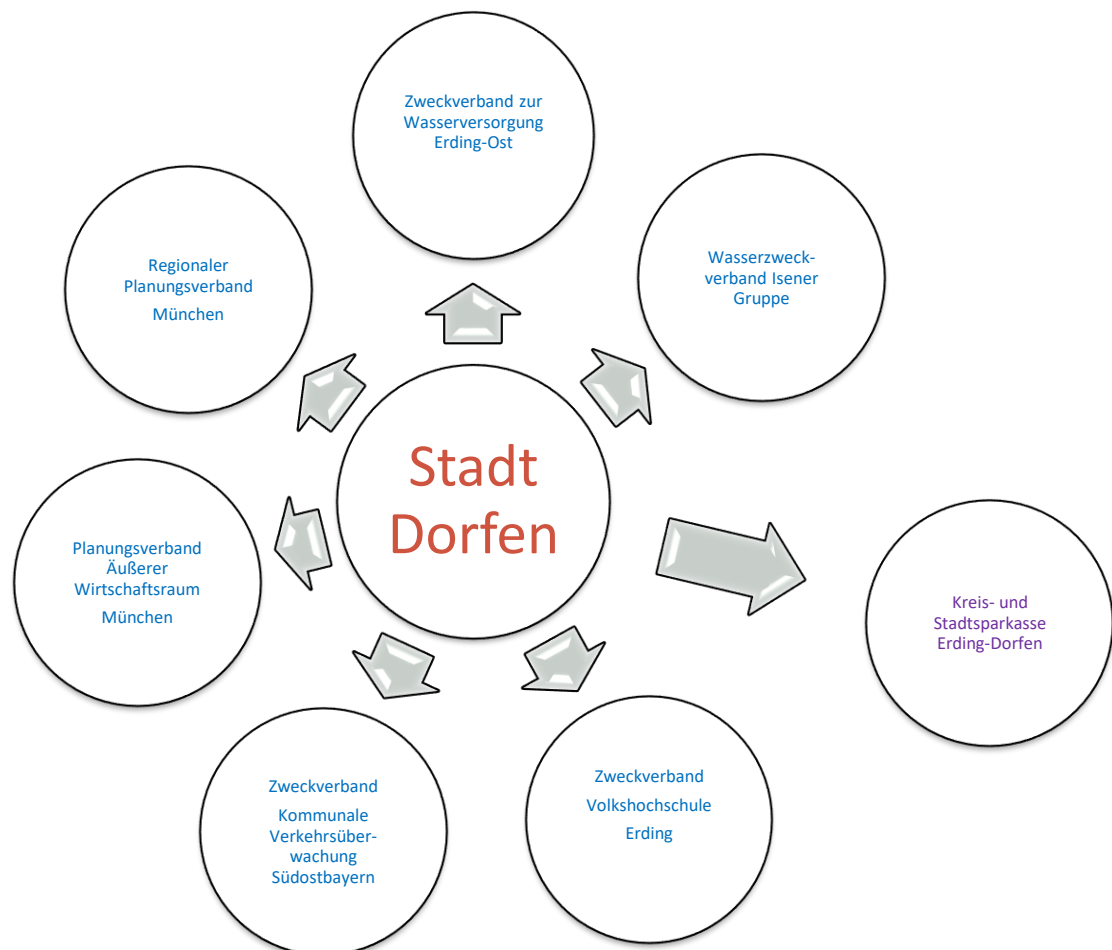 Zweckverband zur
Wasserversorgung
Erding-Ost
Regionaler
Planungsverband
München
Wasserzweck-
verband Isener
Gruppe
Stadt
Dorfen
Planungsverband
Äußerer
Wirtschaftsraum
München
Kreis- und
Stadtsparkasse
Erding-Dorfen
Zweckverband
Kommunale
Verkehrsüber-
wachung
Südostbayern
Zweckverband
Volkshochschule
Erding